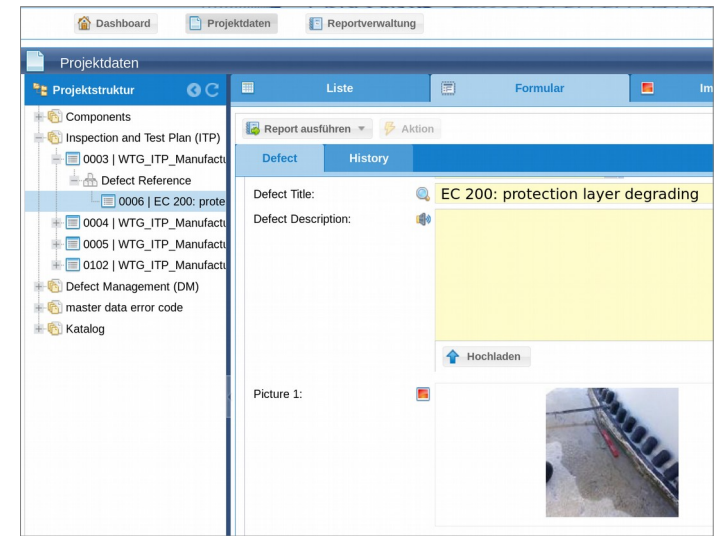 Dashboard
Projektdaten
Reportverwaltung
Projektdaten
Projektstruktur
Liste
Formular
Im
Components
Inspection and Test Plan (ITP)
0003 | WTG_ITP_Manufactu
Defect Reference
0006 | EC 200: prote
0004 | WTG_ITP_Manufactu
0005 | WTG_ITP_Manufactu
0102 | WTG_ITP_Manufactu
Defect Management (DM)
master data error code
Katalog
Report ausführen
Aktion
Defect
History
Defect Title:
EC 200: protection layer degrading
Defect Description:
Hochladen
Picture 1: